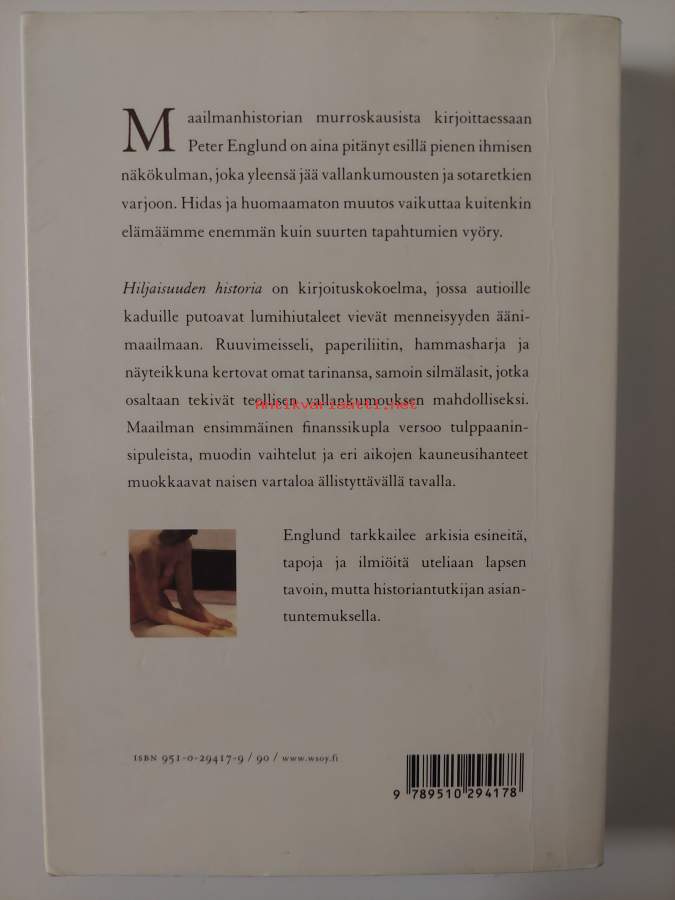 Maailmanhistorian murroskausista kirjoittaessaan
Peter Englund on aina pitänyt esillä pienen ihmisen
näkökulman, joka yleensä jää vallankumousten ja sotaretkien
varjoon. Hidas ja huomaamaton muutos vaikuttaa kuitenkin
elämäämme enemmän kuin suurten tapahtumien vyöry.
Hiljaisuuden historia on kirjoituskokoelma, jossa autioille
kaduille putoavat lumihiutaleet vievät menneisyyden ääni-
maailmaan. Ruuvimeisseli, paperiliitin, hammasharja ja
näyteikkuna kertovat omat tarinansa, samoin silmälasit, jotka
osaltaan tekivät teollisen vallankumouksen mahdolliseksi.
Antikvariaatti.net
Maailman ensimmäinen finanssikupla versoo tulppaanin-
sipuleista, muodin vaihtelut ja eri aikojen kauneusihanteet
muokkaavat naisen vartaloa ällistyttävällä tavalla.
Englund tarkkailee arkisia esineitä,
tapoja ja ilmiöitä uteliaan lapsen
tavoin, mutta historiantutkijan asian-
tuntemuksella.
ISBN 951-0-29417-9 / 90 / www.wsoy.fi
9 789510 294178